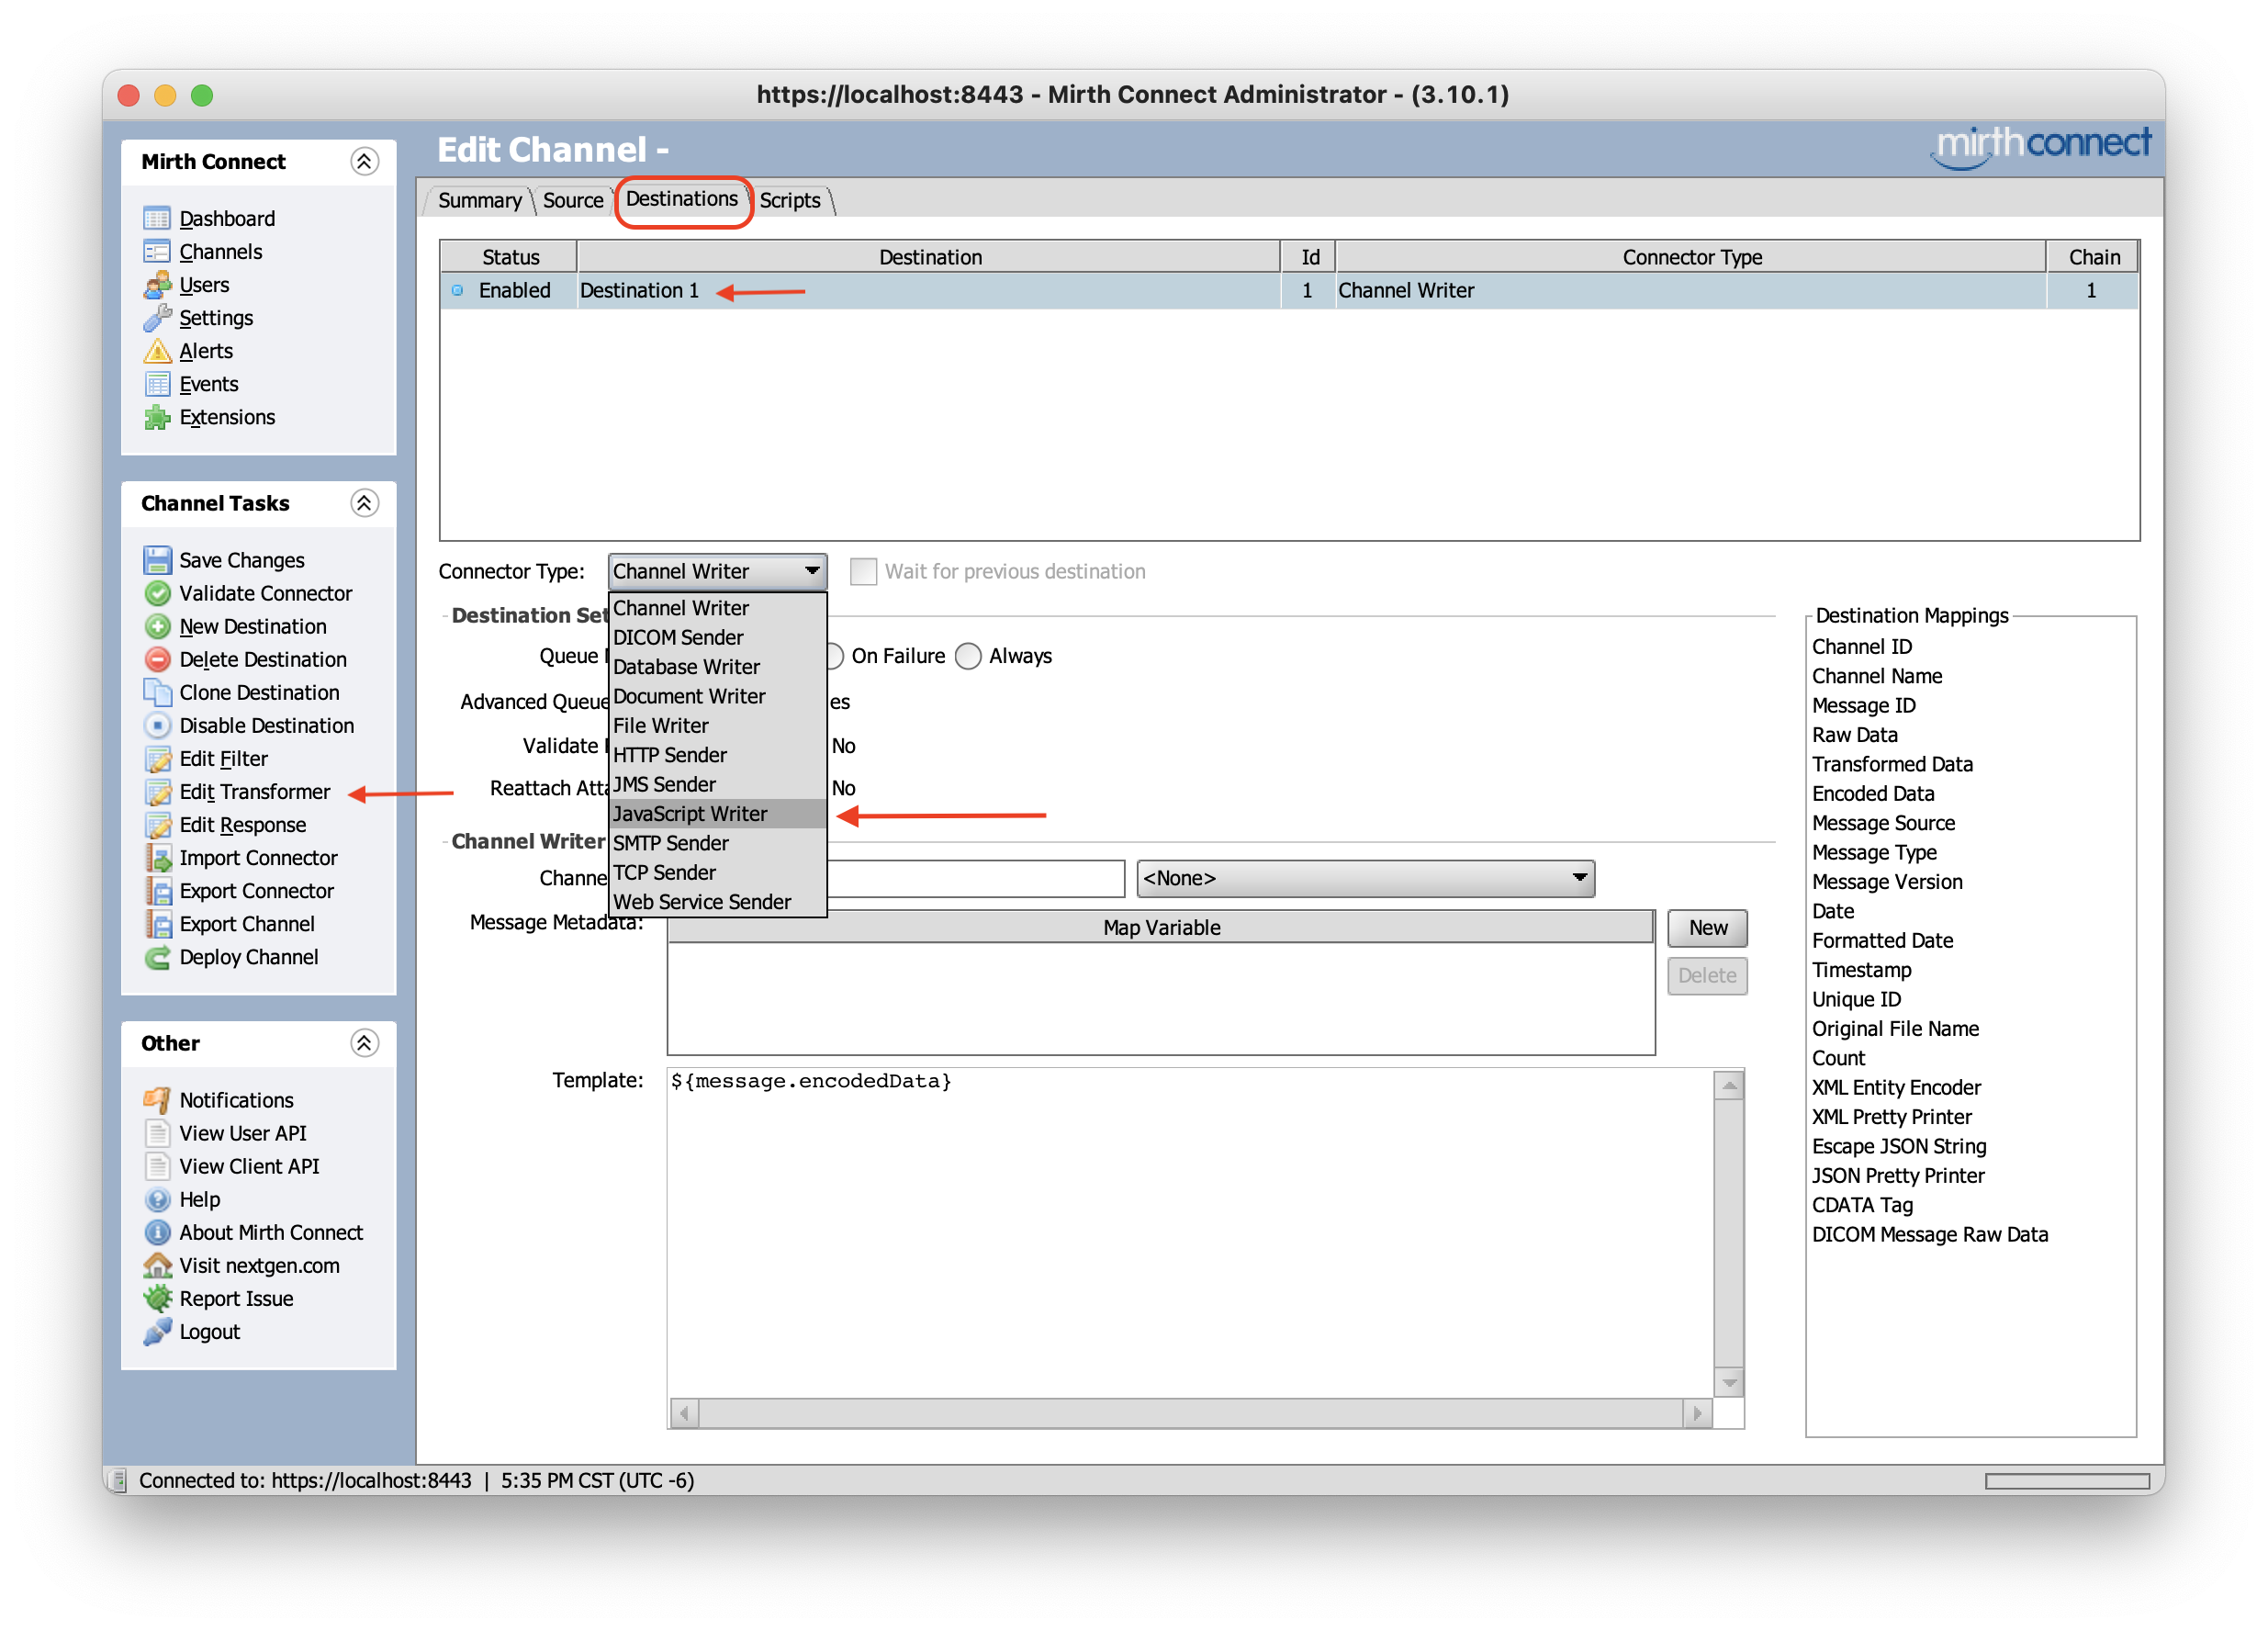 https://localhost:8443 - Mirth Connect Administrator - (3.10.1)
Mirth Connect
Dashboard
Channels
Users
Settings
Alerts
Events
Extensions
Channel Tasks
Save Changes
Validate Connector
New Destination
Delete Destination
Clone Destination
Disable Destination
Edit Filter
Edit Transformer
Edit Response
Import Connector
Export Connector
Export Channel
Deploy Channel
Other
Notifications
View User API
View Client API
Help
About Mirth Connect
Visit nextgen.com
Report Issue
Logout
Edit Channel -
mirthconnect
Summary Source Destinations Scripts
Status Destination Id Connector Type Chain
Enabled Destination 1 1 Channel Writer 1
Connector Type: Channel Writer Wait for previous destination
Channel Writer
DICOM Sender
Database Writer
Document Writer
File Writer
HTTP Sender
JMS Sender
JavaScript Writer
SMTP Sender
TCP Sender
Web Service Sender
Destination Set
Queue On Failure Always
Advanced Queue es
Validate No
Reattach Atta No
Channel Writer
Channe <None>
Message Metadata: Map Variable New
Delete
Template: ${message.encodedData}
Destination Mappings
Channel ID
Channel Name
Message ID
Raw Data
Transformed Data
Encoded Data
Message Source
Message Type
Message Version
Date
Formatted Date
Timestamp
Unique ID
Original File Name
Count
XML Entity Encoder
XML Pretty Printer
Escape JSON String
JSON Pretty Printer
CDATA Tag
DICOM Message Raw Data
Connected to: https://localhost:8443 | 5:35 PM CST (UTC -6)